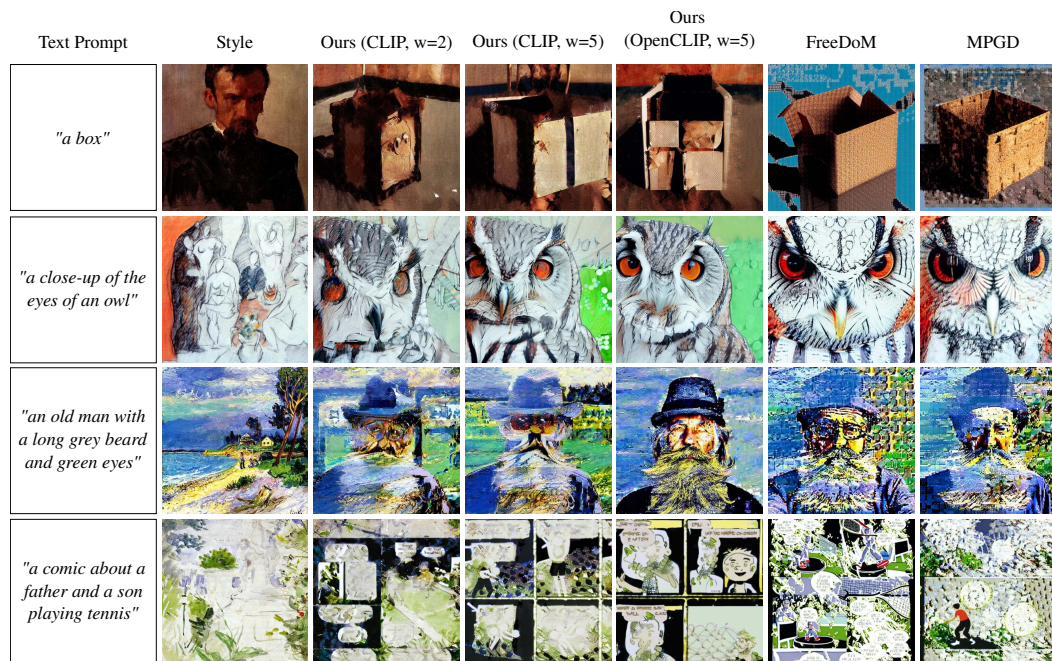 Text Prompt
Style
Ours (CLIP, w=2)
Ours (CLIP, w=5)
Ours
(OpenCLIP, w=5)
FreeDoM
MPGD
"a box"
"a close-up of the
eyes of an owl"
"an old man with
a long grey beard
and green eyes"
"a comic about a
father and a son
playing tennis"